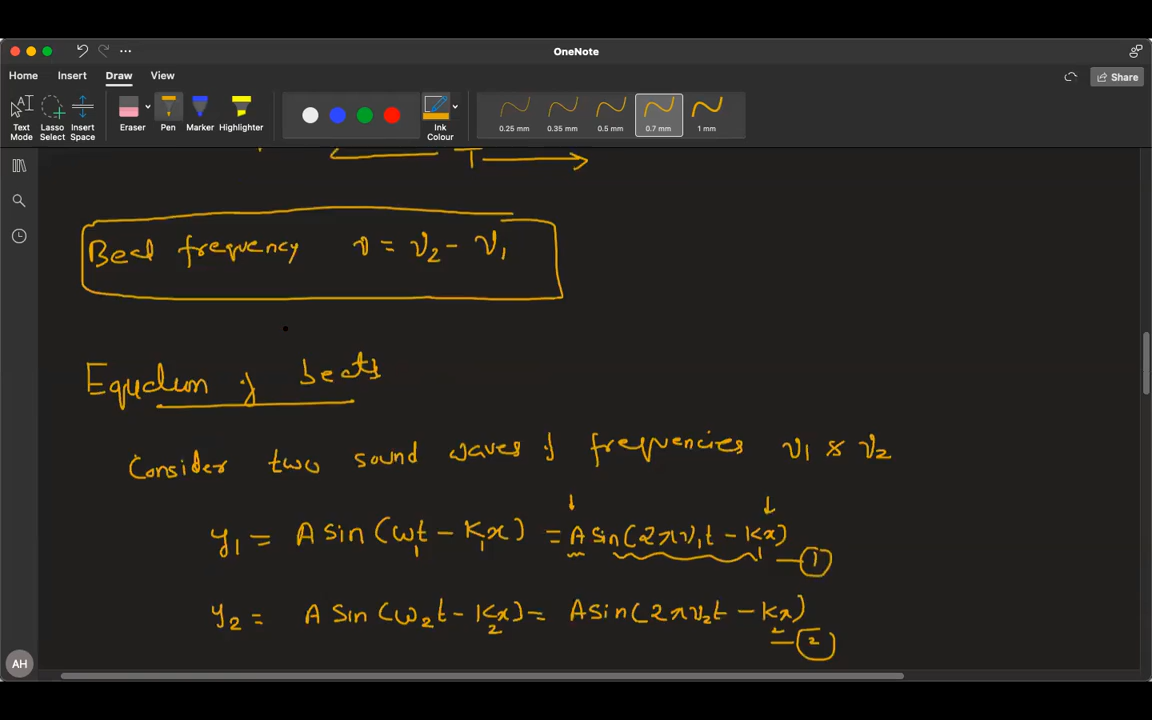 OneNote
Home Insert Draw View
Share
Text Mode Lasso Select Insert Space Eraser Pen Marker Highlighter Ink Colour 0.25 mm 0.35 mm 0.5 mm 0.7 mm 1 mm
T
Beat frequency ν = ν₂ - ν₁
Equation of beats
Consider two sound waves of frequencies ν₁ & ν₂
y₁ = A sin(ω₁t - K₁x) = A sin(2πν₁t - K₁x) — ①
y₂ = A sin(ω₂t - K₂x) = A sin(2πν₂t - K₂x) — ②
AH